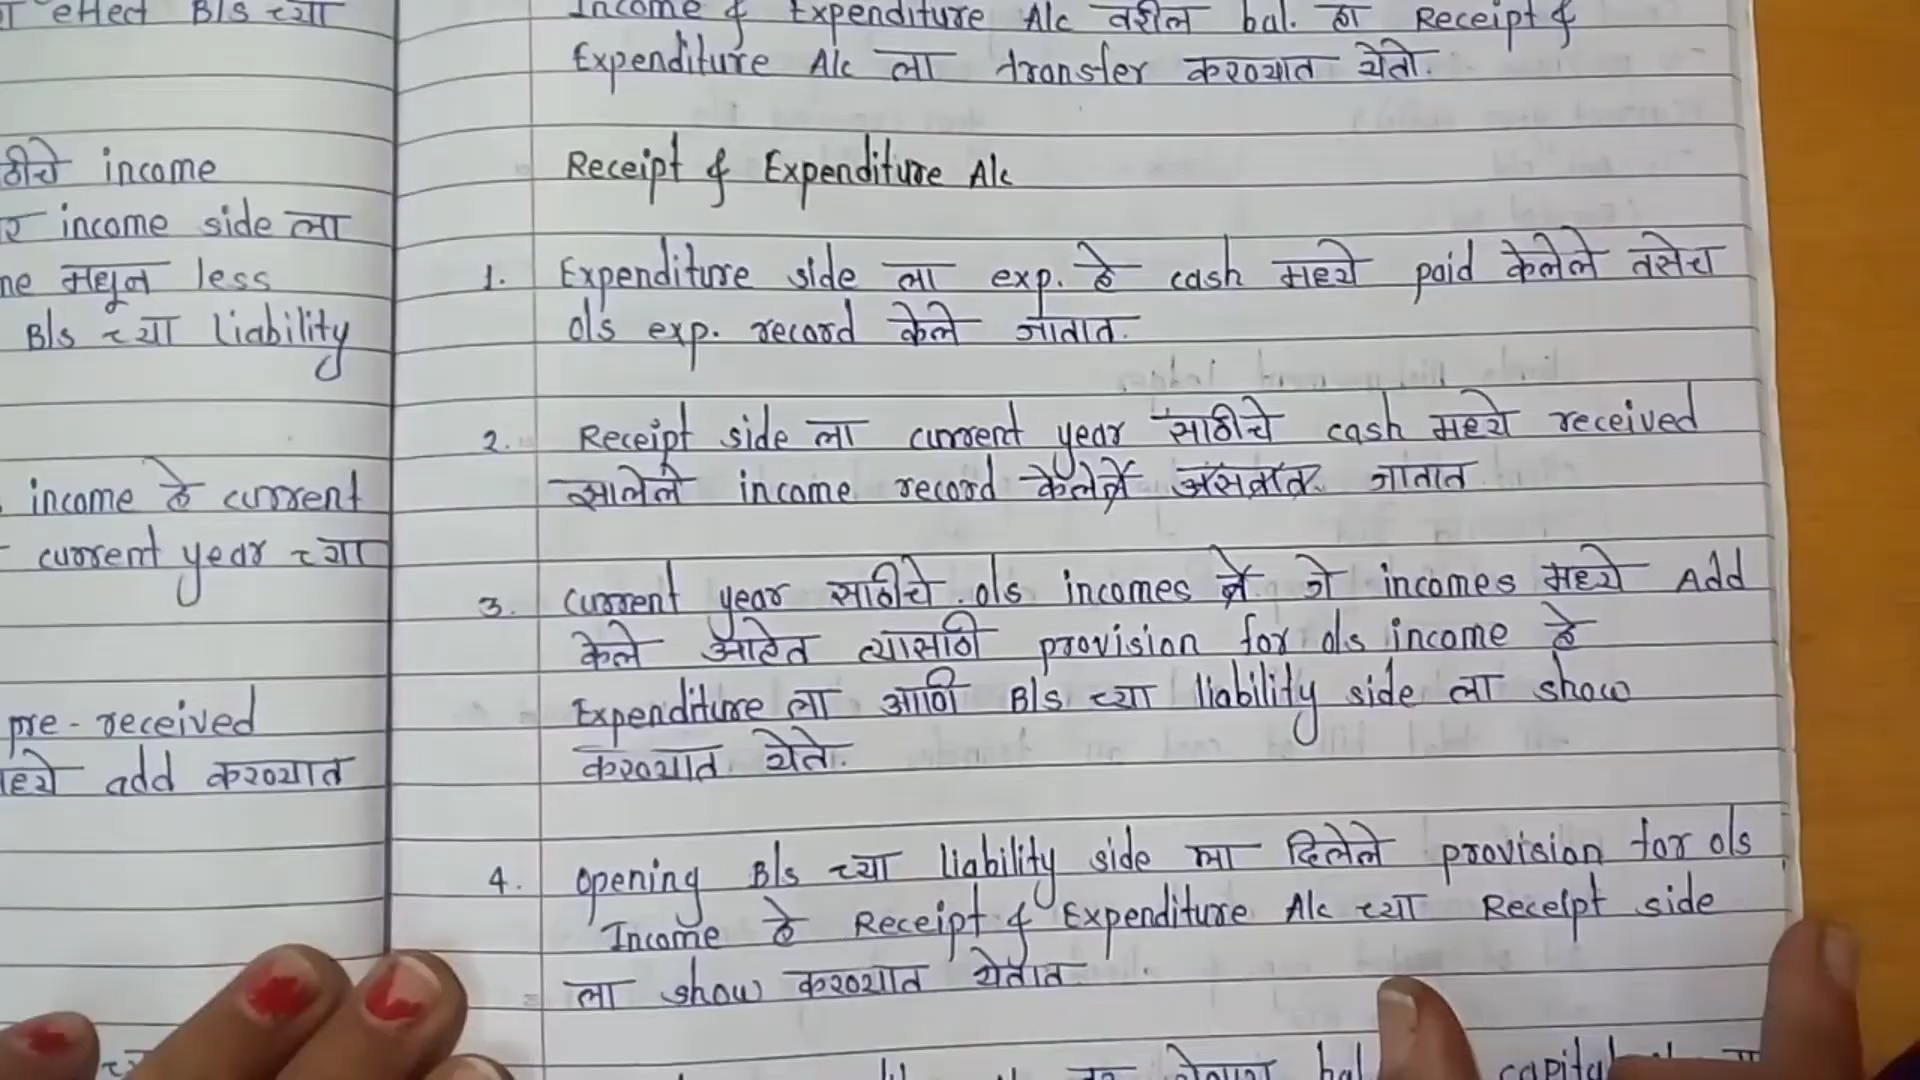 effect B/s च्या
ठीचे income
र income side ला
me मधून less
B/s च्या liability
income हे current
current year च्या
pre-received
मध्ये add करण्यात
Income & Expenditure A/c वरील bal. हा Receipt &
Expenditure A/c ला transfer करण्यात येतो.
Receipt & Expenditure A/c
1. Expenditure side ला exp. हे cash मध्ये paid केलेले तसेच
o/s exp. record केले जातात.
2. Receipt side ला current year साठीचे cash मध्ये received
झालेले income record केलेले असतात जातात
3. Current year साठीचे o/s incomes जे incomes मध्ये Add
केले आहेत त्यासाठी provision for o/s income हे
Expenditure ला आणि B/s च्या liability side ला show
करण्यात येते.
4. Opening B/s च्या liability side ला दिलेले provision for o/s
Income हे Receipt & Expenditure A/c च्या Receipt side
ला show करण्यात येतात.
bal capital